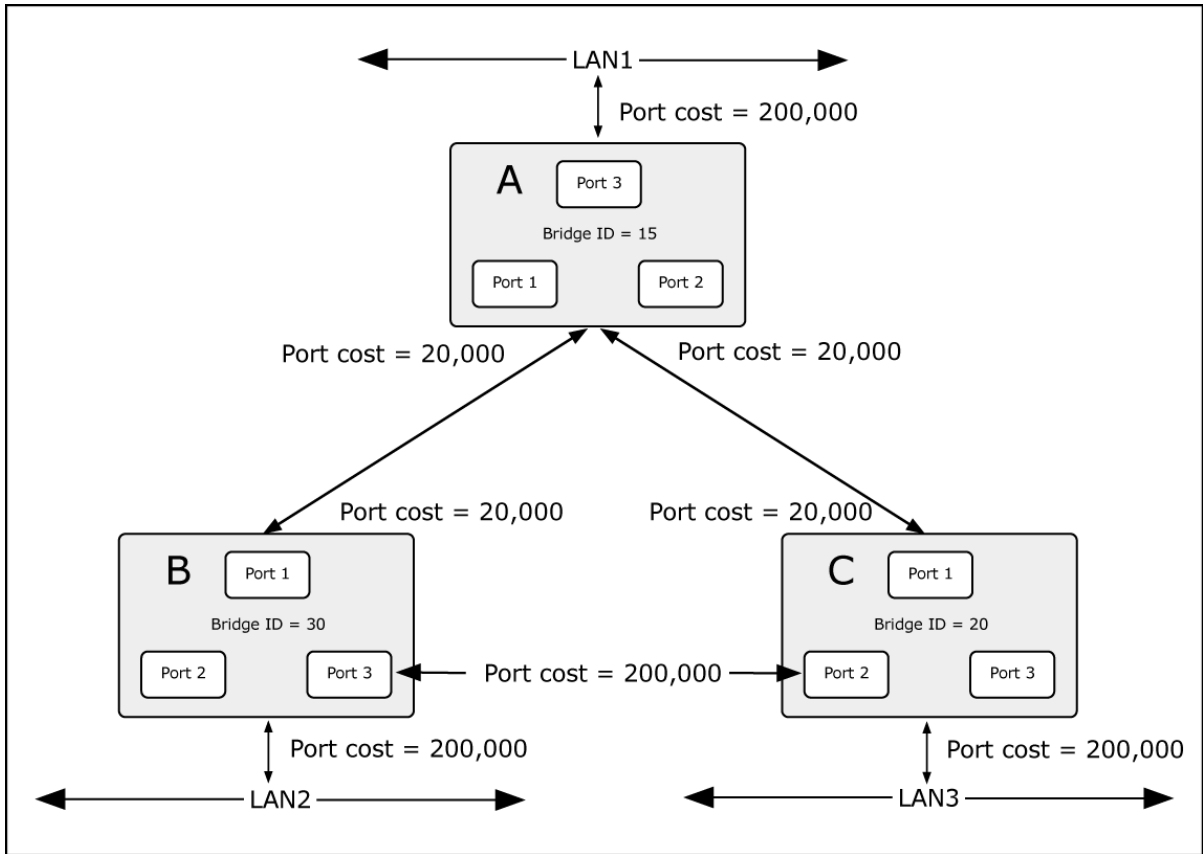 LAN1
Port cost = 200,000
A
Port 3
Bridge ID = 15
Port 1
Port 2
Port cost = 20,000
Port cost = 20,000
Port cost = 20,000
Port cost = 20,000
B
Port 1
Bridge ID = 30
Port 2
Port 3
C
Port 1
Bridge ID = 20
Port 2
Port 3
Port cost = 200,000
Port cost = 200,000
Port cost = 200,000
LAN2
LAN3